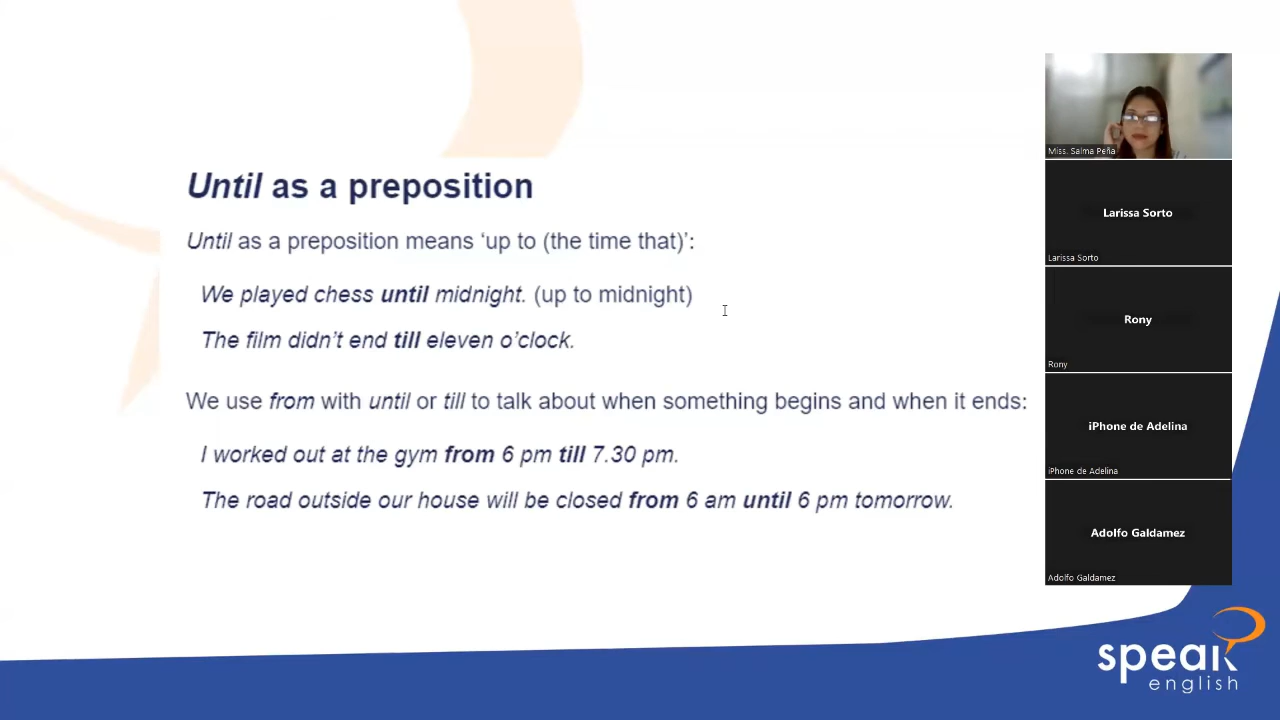 Until as a preposition
Until as a preposition means ‘up to (the time that)’:
We played chess until midnight. (up to midnight)
The film didn’t end till eleven o’clock.
We use from with until or till to talk about when something begins and when it ends:
I worked out at the gym from 6 pm till 7.30 pm.
The road outside our house will be closed from 6 am until 6 pm tomorrow.
Miss. Salma Peña
Larissa Sorto
Larissa Sorto
Rony
Rony
iPhone de Adelina
iPhone de Adelina
Adolfo Galdamez
Adolfo Galdamez
speak
english